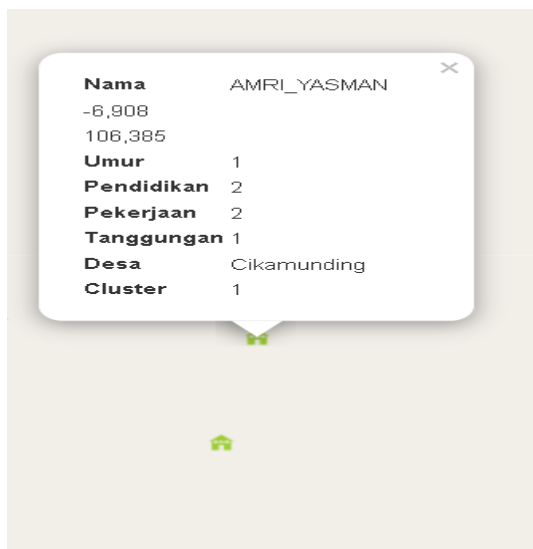 Nama AMRI_YASMAN
-6,908
106,385
Umur 1
Pendidikan 2
Pekerjaan 2
Tanggungan 1
Desa Cikamunding
Cluster 1